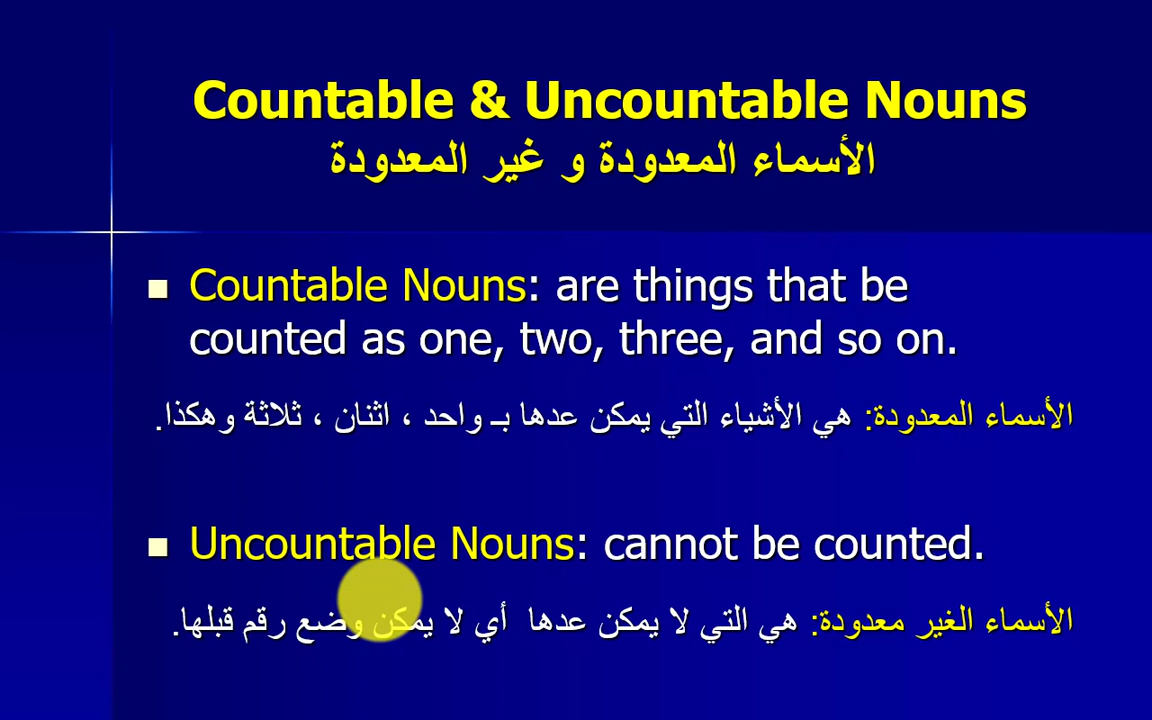 Countable & Uncountable Nouns
الأسماء المعدودة و غير المعدودة
Countable Nouns: are things that be
counted as one, two, three, and so on.
الأسماء المعدودة: هي الأشياء التي يمكن عدها بـ واحد ، اثنان ، ثلاثة وهكذا.
Uncountable Nouns: cannot be counted.
الأسماء الغير معدودة: هي التي لا يمكن عدها أي لا يمكن وضع رقم قبلها.